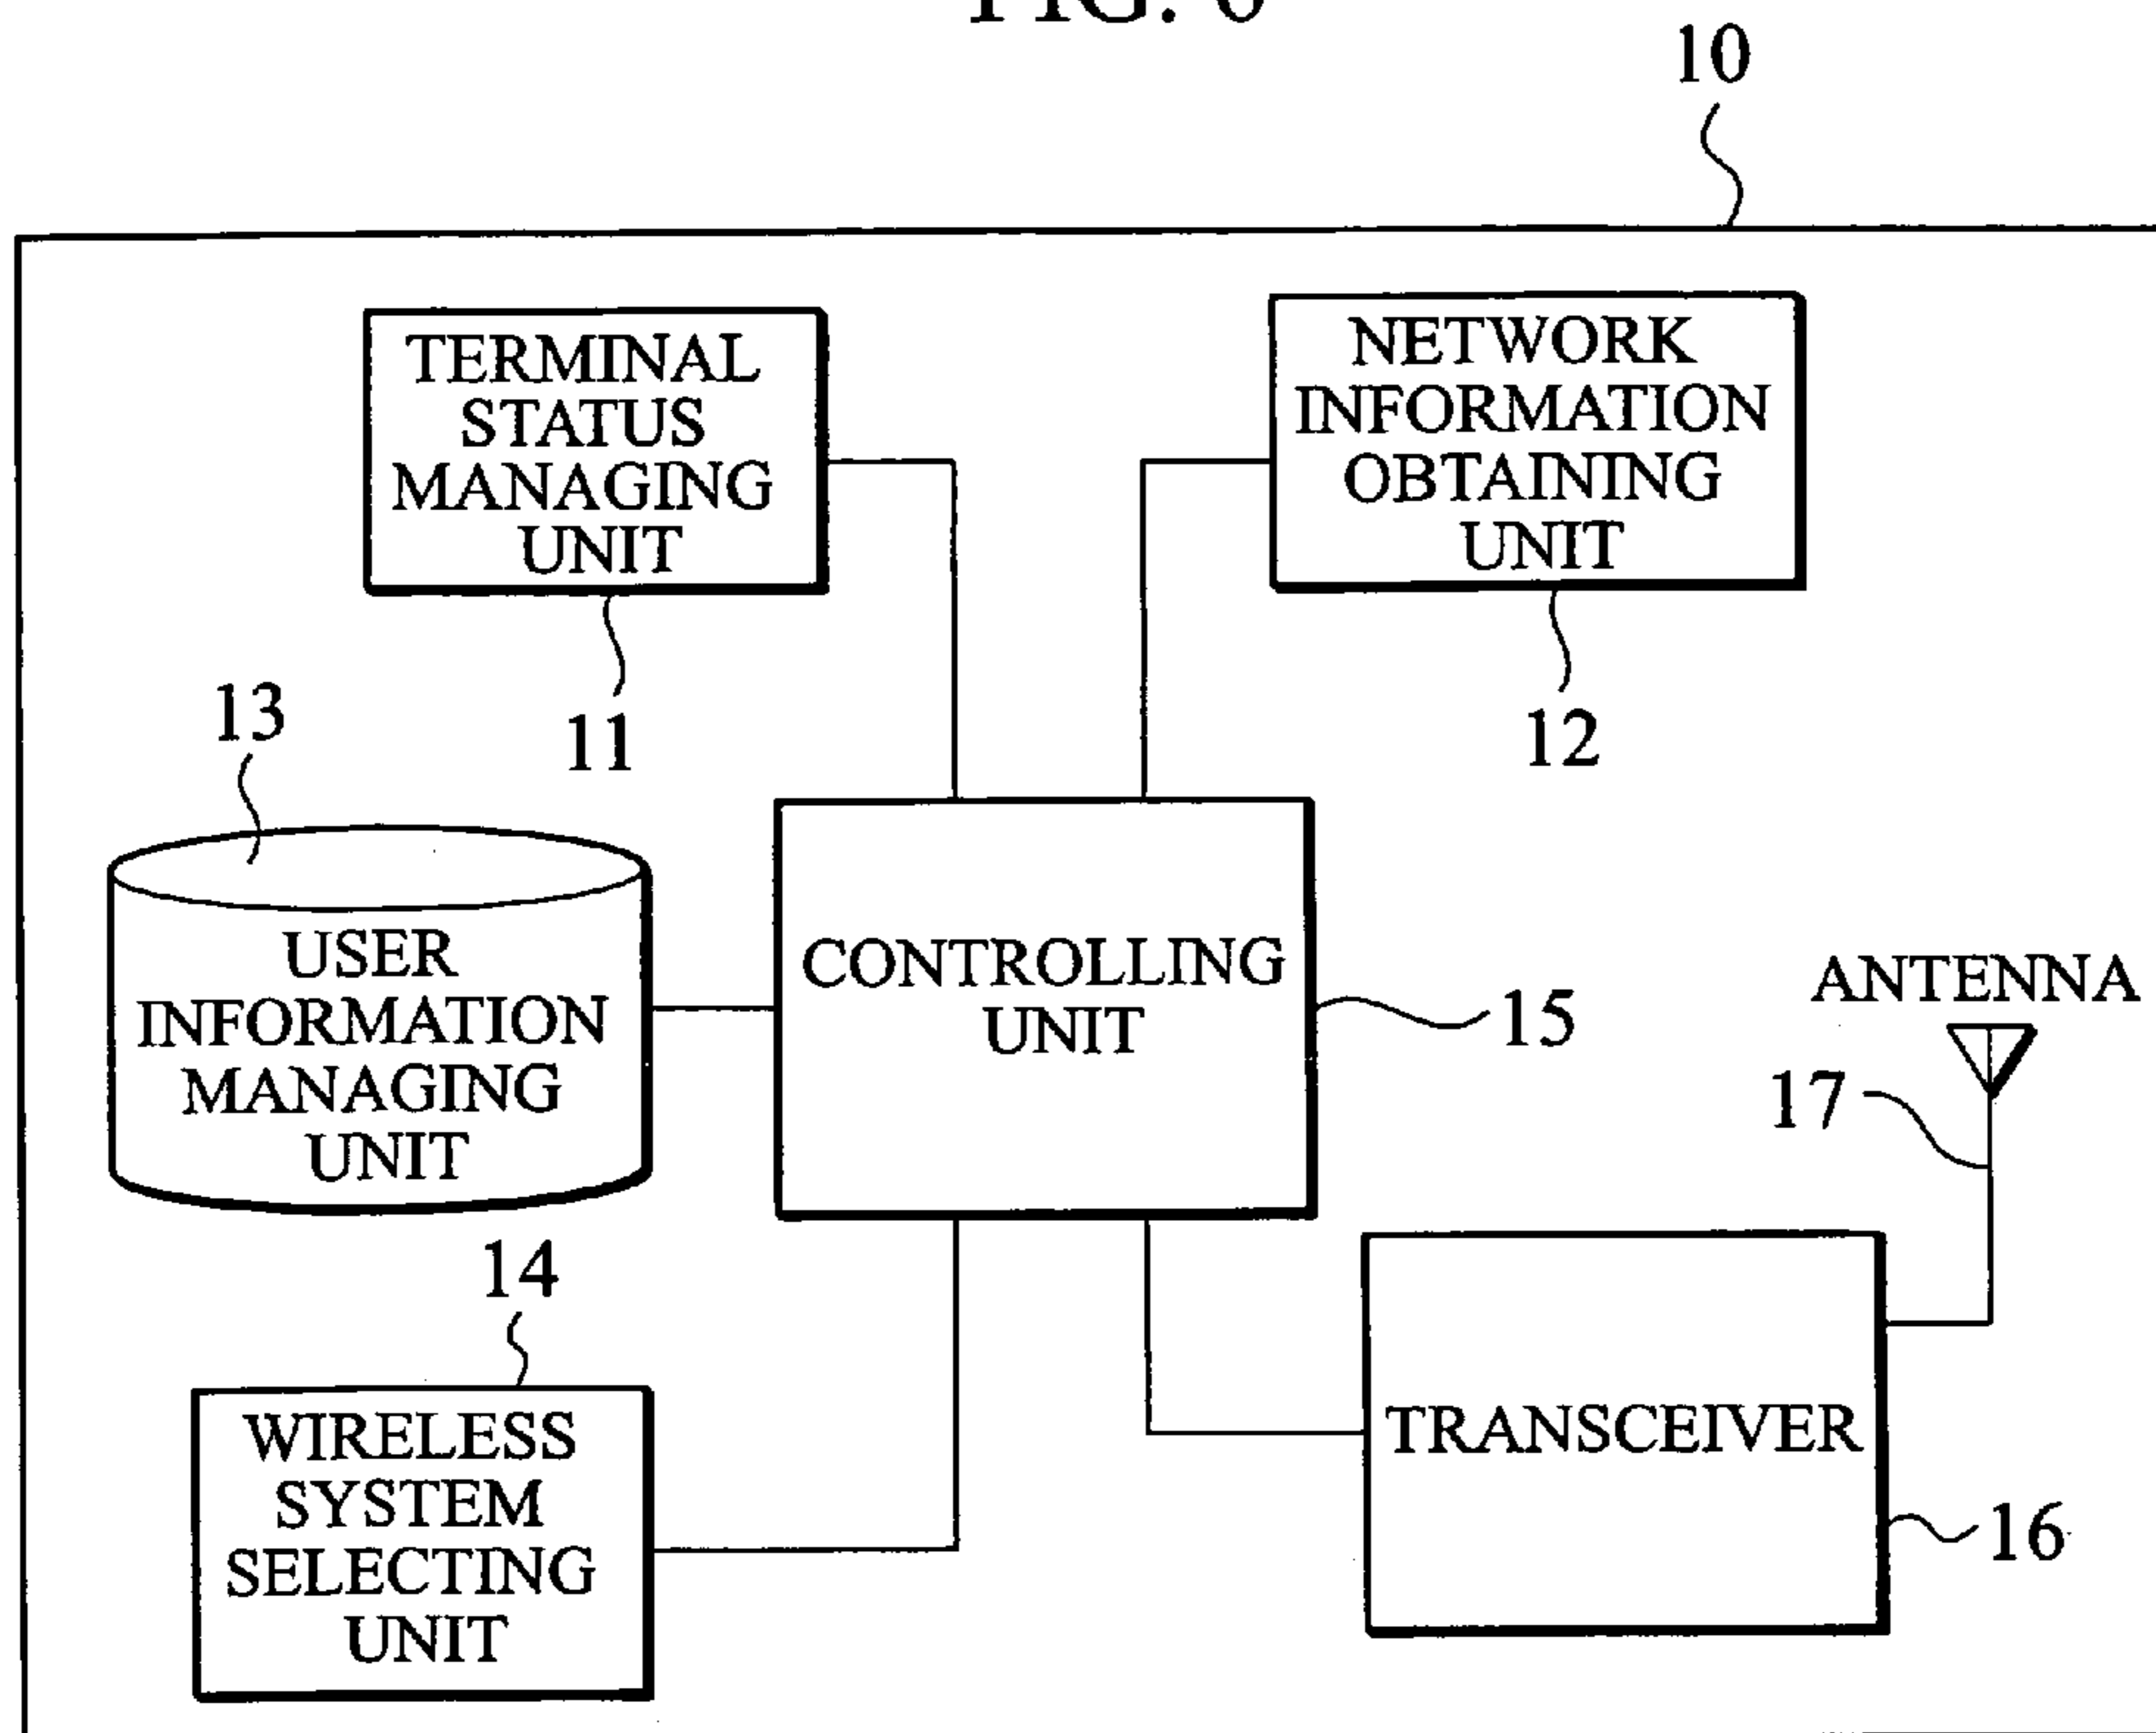 10
TERMINAL
STATUS
MANAGING
UNIT
11
NETWORK
INFORMATION
OBTAINING
UNIT
12
13
USER
INFORMATION
MANAGING
UNIT
CONTROLLING
UNIT
15
ANTENNA
17
14
WIRELESS
SYSTEM
SELECTING
UNIT
TRANSCEIVER
16